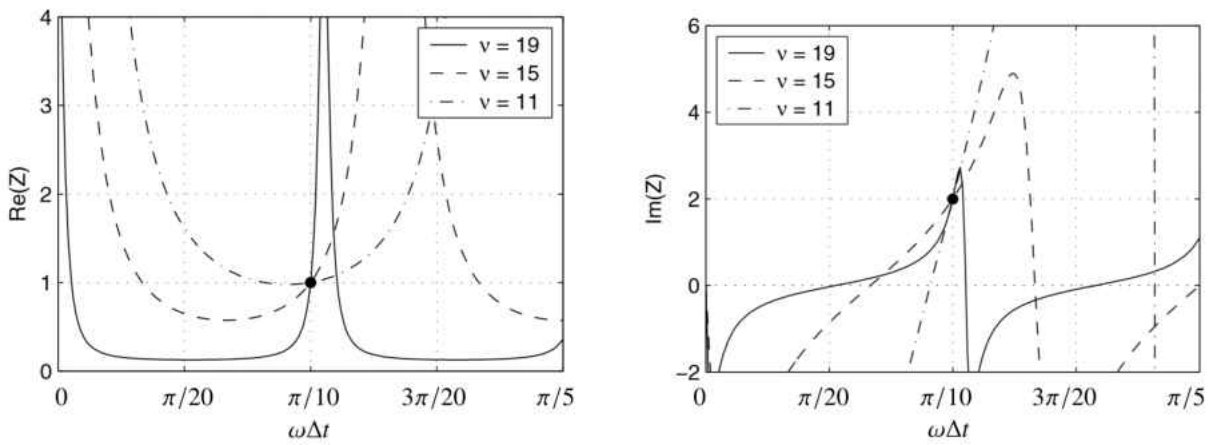 4
3
2
1
0
Re(Z)
ν = 19
ν = 15
ν = 11
0
π/20
π/10
3π/20
π/5
ωΔt
6
4
2
0
−2
Im(Z)
ν = 19
ν = 15
ν = 11
0
π/20
π/10
3π/20
π/5
ωΔt